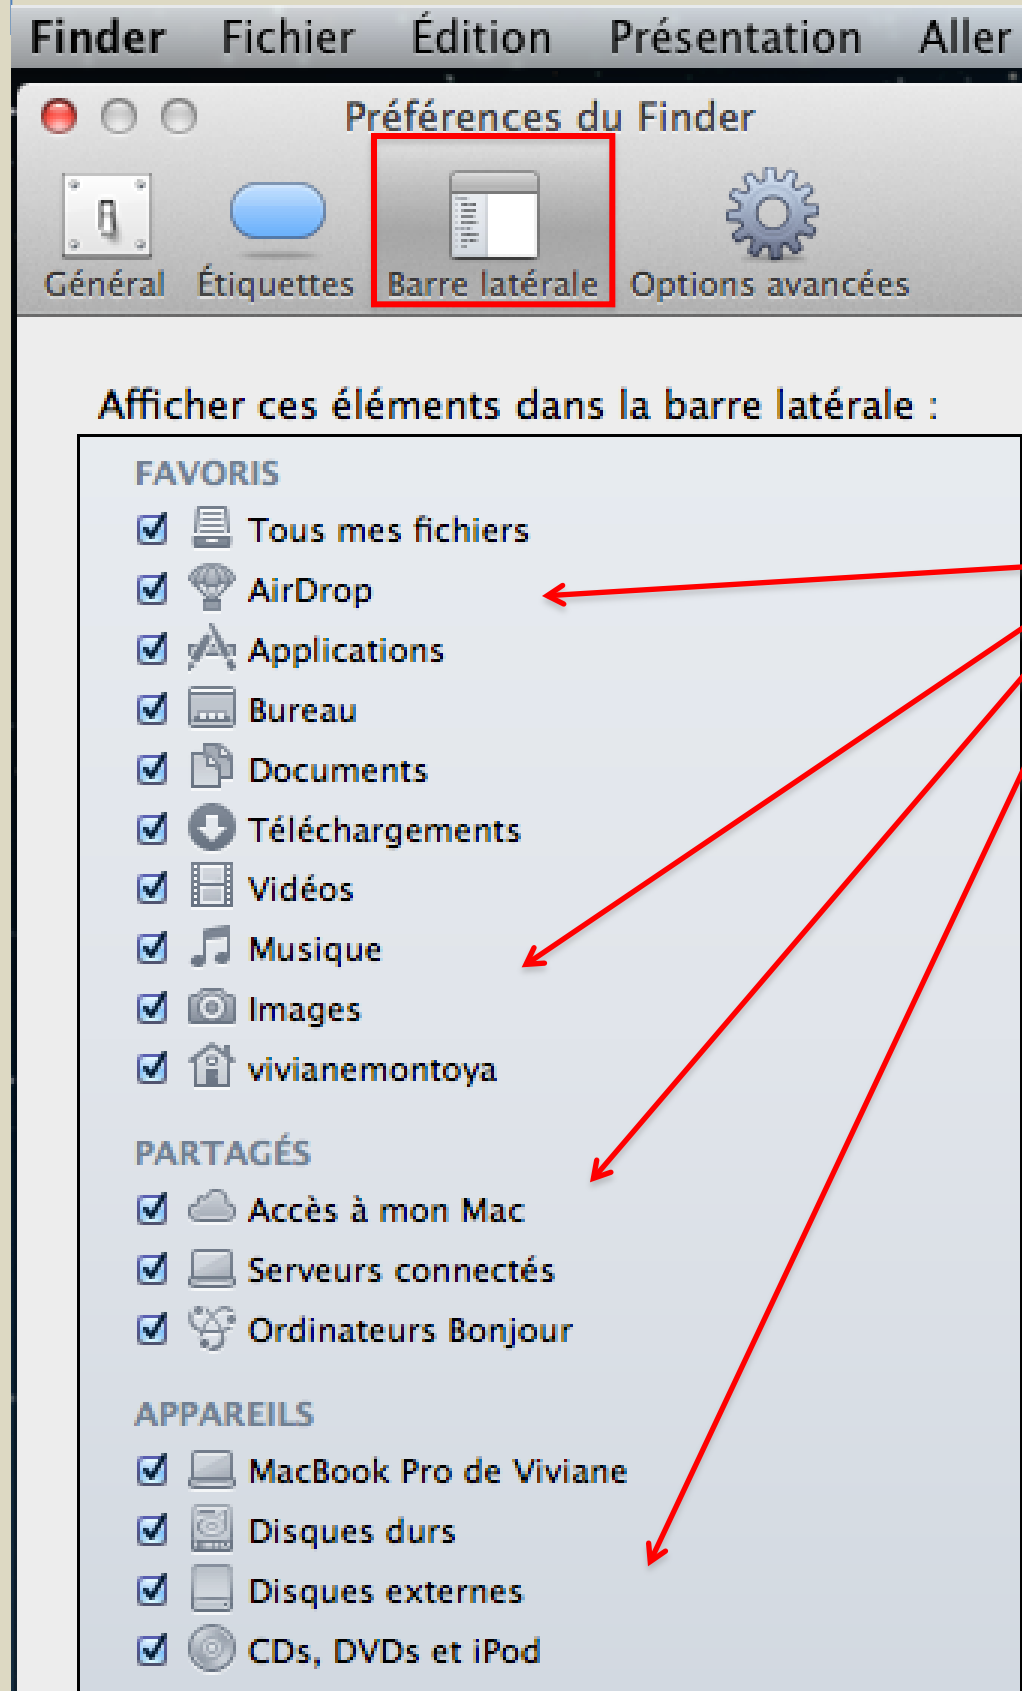 Finder Fichier Édition Présentation Aller
Préférences du Finder
Général Étiquettes Barre latérale Options avancées
Afficher ces éléments dans la barre latérale :
FAVORIS
Tous mes fichiers
AirDrop
Applications
Bureau
Documents
Téléchargements
Vidéos
Musique
Images
vivianemontoya
PARTAGÉS
Accès à mon Mac
Serveurs connectés
Ordinateurs Bonjour
APPAREILS
MacBook Pro de Viviane
Disques durs
Disques externes
CDs, DVDs et iPod